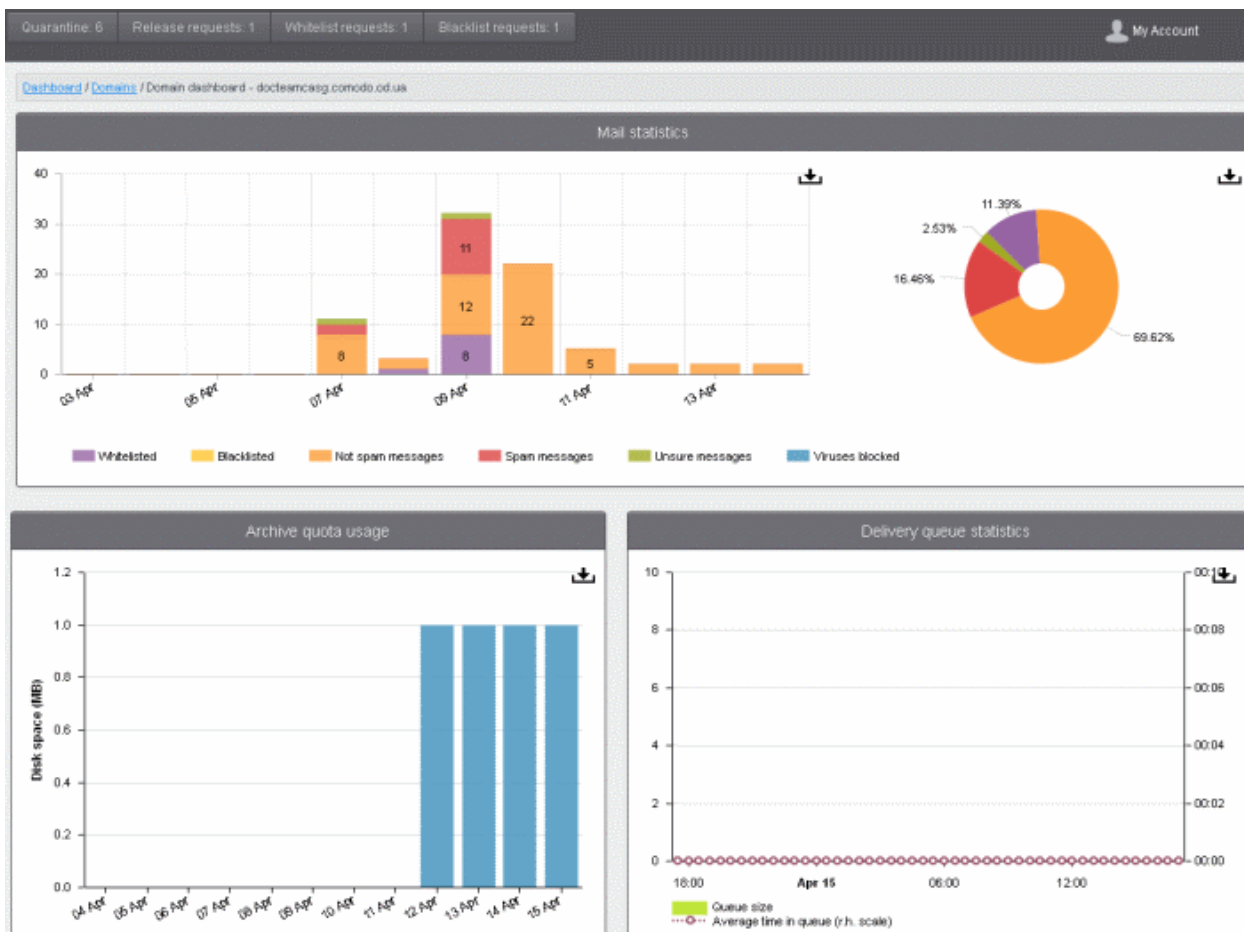 Quarantine: 6 Release requests: 1 Whitelist requests: 1 Blacklist requests: 1 My Account
Dashboard / Domains / Domain dashboard - docteamcasg.comodo.od.ua
Mail statistics
40
30
20
10
0
11
12
8
8
22
5
03 Apr 05 Apr 07 Apr 09 Apr 11 Apr 13 Apr
11.39%
2.53%
16.46%
69.62%
Whitelisted Blacklisted Not spam messages Spam messages Unsure messages Viruses blocked
Archive quota usage
Disk space (MB)
1.2
1.0
0.8
0.6
0.4
0.2
0.0
04 Apr 05 Apr 06 Apr 07 Apr 08 Apr 09 Apr 10 Apr 11 Apr 12 Apr 13 Apr 14 Apr 15 Apr
Delivery queue statistics
10
8 00:08
6 00:06
4 00:04
2 00:02
0 00:00
18:00 Apr 15 06:00 12:00
Queue size
Average time in queue (r.h. scale)